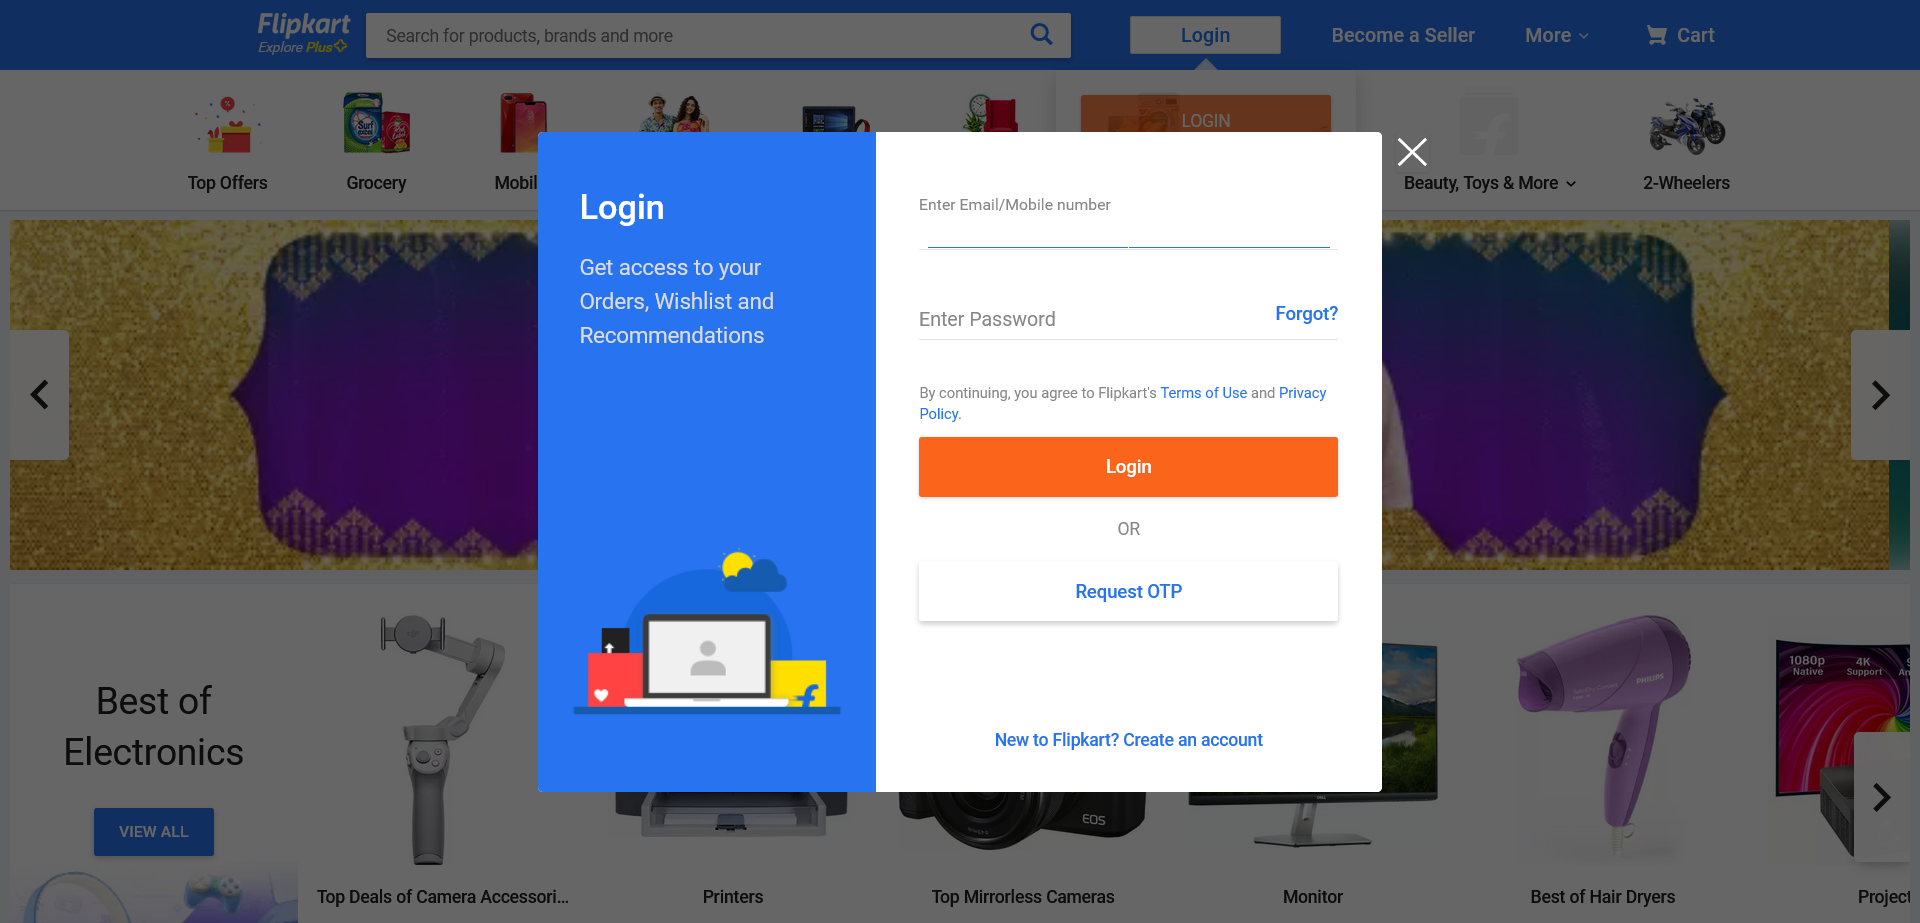 Flipkart
Explore Plus
Search for products, brands and more
Login
Become a Seller
More
Cart
LOGIN
Top Offers
Grocery
Mobil
Beauty, Toys & More
2-Wheelers
Login
Get access to your
Orders, Wishlist and
Recommendations
Enter Email/Mobile number
Enter Password
Forgot?
By continuing, you agree to Flipkart's Terms of Use and Privacy
Policy.
Login
OR
Request OTP
New to Flipkart? Create an account
Best of
Electronics
VIEW ALL
EOS
PHILIPS
1080p
Native
4K
Support
Top Deals of Camera Accessori...
Printers
Top Mirrorless Cameras
Monitor
Best of Hair Dryers
Project